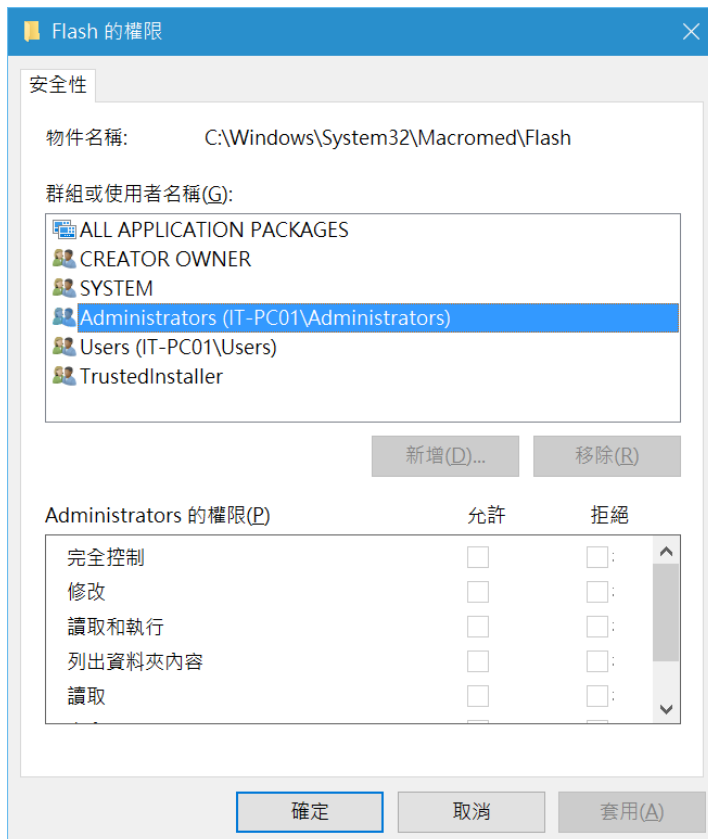 Flash 的權限
安全性
物件名稱: C:\Windows\System32\Macromed\Flash
群組或使用者名稱(G):
ALL APPLICATION PACKAGES
CREATOR OWNER
SYSTEM
Administrators (IT-PC01\Administrators)
Users (IT-PC01\Users)
TrustedInstaller
新增(D)... 移除(R)
Administrators 的權限(P) 允許 拒絕
完全控制
修改
讀取和執行
列出資料夾內容
讀取
確定 取消 套用(A)